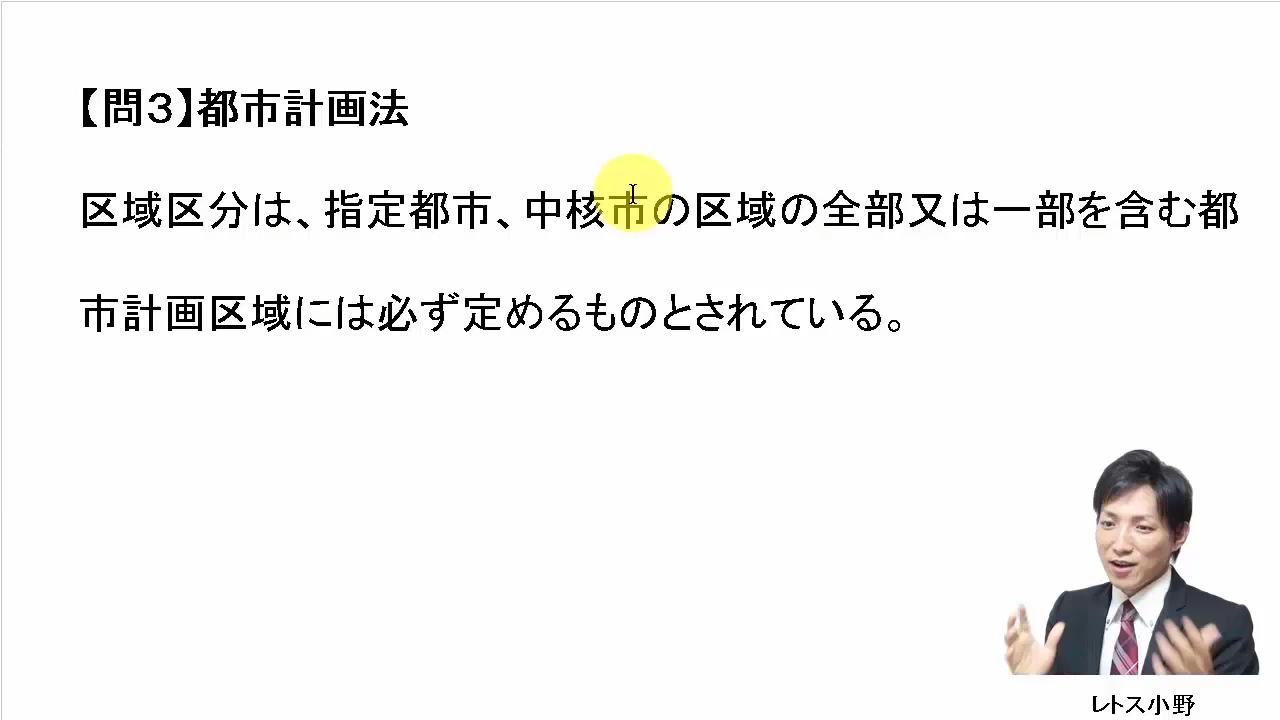 【問３】都市計画法
区域区分は、指定都市、中核市の区域の全部又は一部を含む都
市計画区域には必ず定めるものとされている。
レトス小野